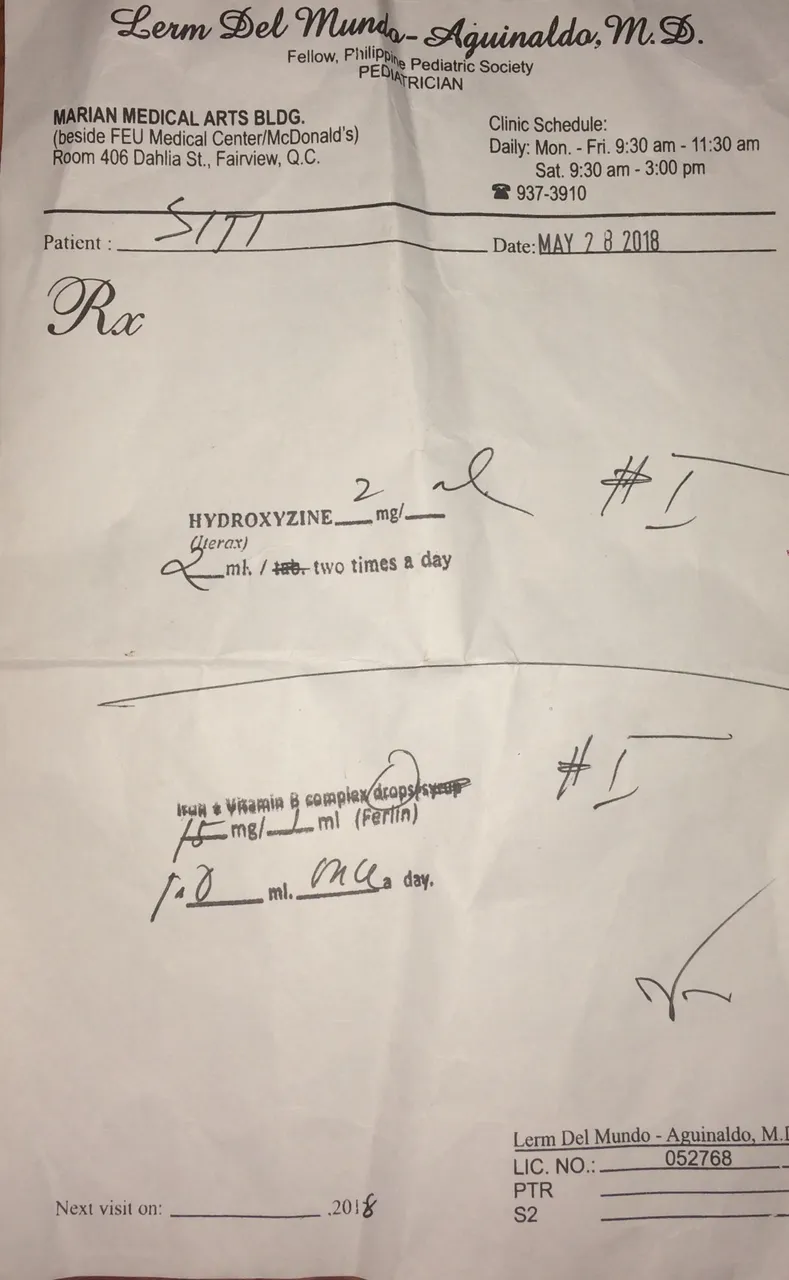 Lerm Del Mundo - Aguinaldo, M.D.
Fellow, Philippine Pediatric Society
PEDIATRICIAN
MARIAN MEDICAL ARTS BLDG.
(beside FEU Medical Center/McDonald's)
Room 406 Dahlia St., Fairview, Q.C.
Clinic Schedule:
Daily: Mon. - Fri. 9:30 am - 11:30 am
Sat. 9:30 am - 3:00 pm
☎ 937-3910
Patient : Date: MAY 28 2018
Rx
HYDROXYZINE 2 mg/ ml #I
(Iterax)
2 ml. / tab. two times a day
Iron + Vitamin B complex drops/syrup #I
15 mg/ 1 ml (Ferlin)
1.0 ml. once a day.
Lerm Del Mundo - Aguinaldo, M.D
LIC. NO.: 052768
PTR
S2
Next visit on: .2018